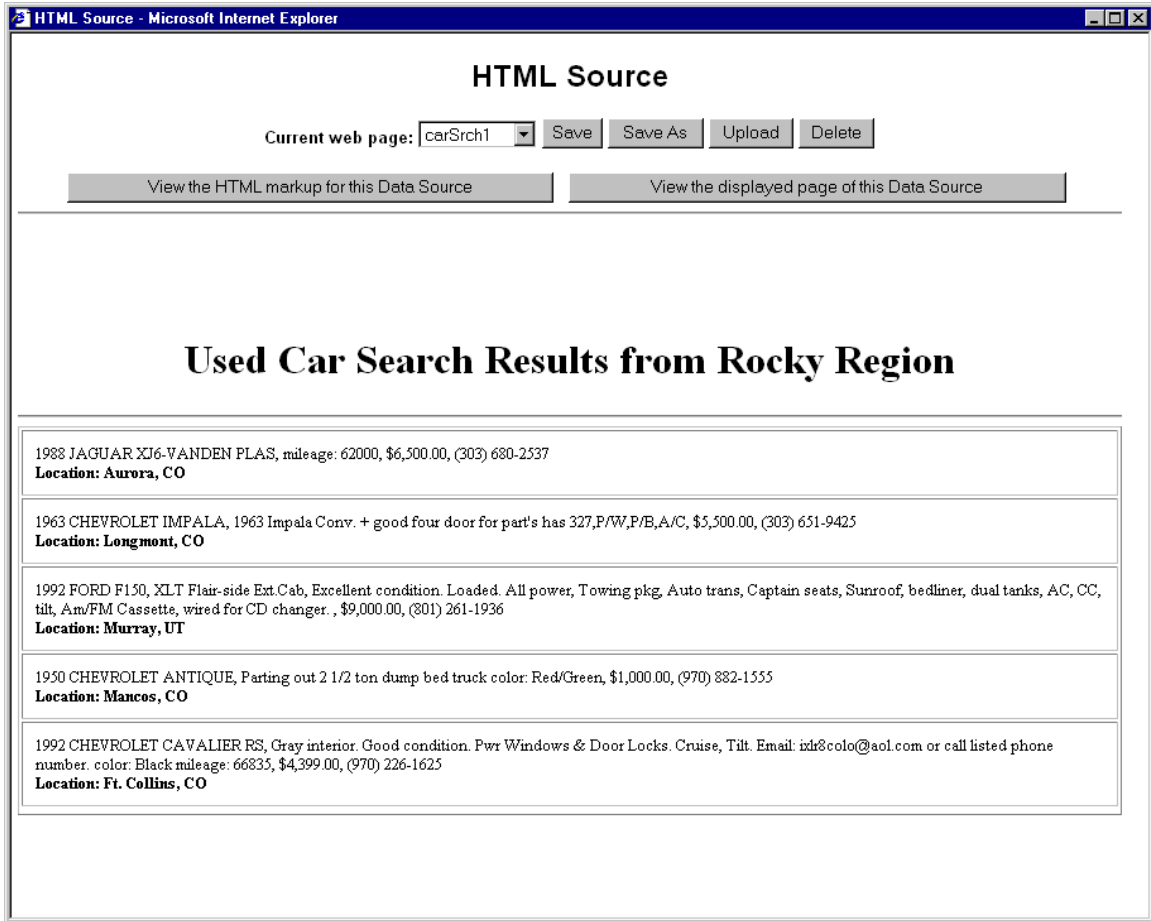 HTML Source - Microsoft Internet Explorer
HTML Source
Current web page: carSrch1 Save Save As Upload Delete
View the HTML markup for this Data Source View the displayed page of this Data Source
Used Car Search Results from Rocky Region
1988 JAGUAR XJ6-VANDEN PLAS, mileage: 62000, $6,500.00, (303) 680-2537
Location: Aurora, CO
1963 CHEVROLET IMPALA, 1963 Impala Conv. + good four door for part's has 327,P/W,P/B,A/C, $5,500.00, (303) 651-9425
Location: Longmont, CO
1992 FORD F150, XLT Flair-side Ext.Cab, Excellent condition. Loaded. All power, Towing pkg, Auto trans, Captain seats, Sunroof, bedliner, dual tanks, AC, CC,
tilt, Am/FM Cassette, wired for CD changer. , $9,000.00, (801) 261-1936
Location: Murray, UT
1950 CHEVROLET ANTIQUE, Parting out 2 1/2 ton dump bed truck color: Red/Green, $1,000.00, (970) 882-1555
Location: Mancos, CO
1992 CHEVROLET CAVALIER RS, Gray interior. Good condition. Pwr Windows & Door Locks. Cruise, Tilt. Email: ixlr8colo@aol.com or call listed phone
number. color: Black mileage: 66835, $4,399.00, (970) 226-1625
Location: Ft. Collins, CO